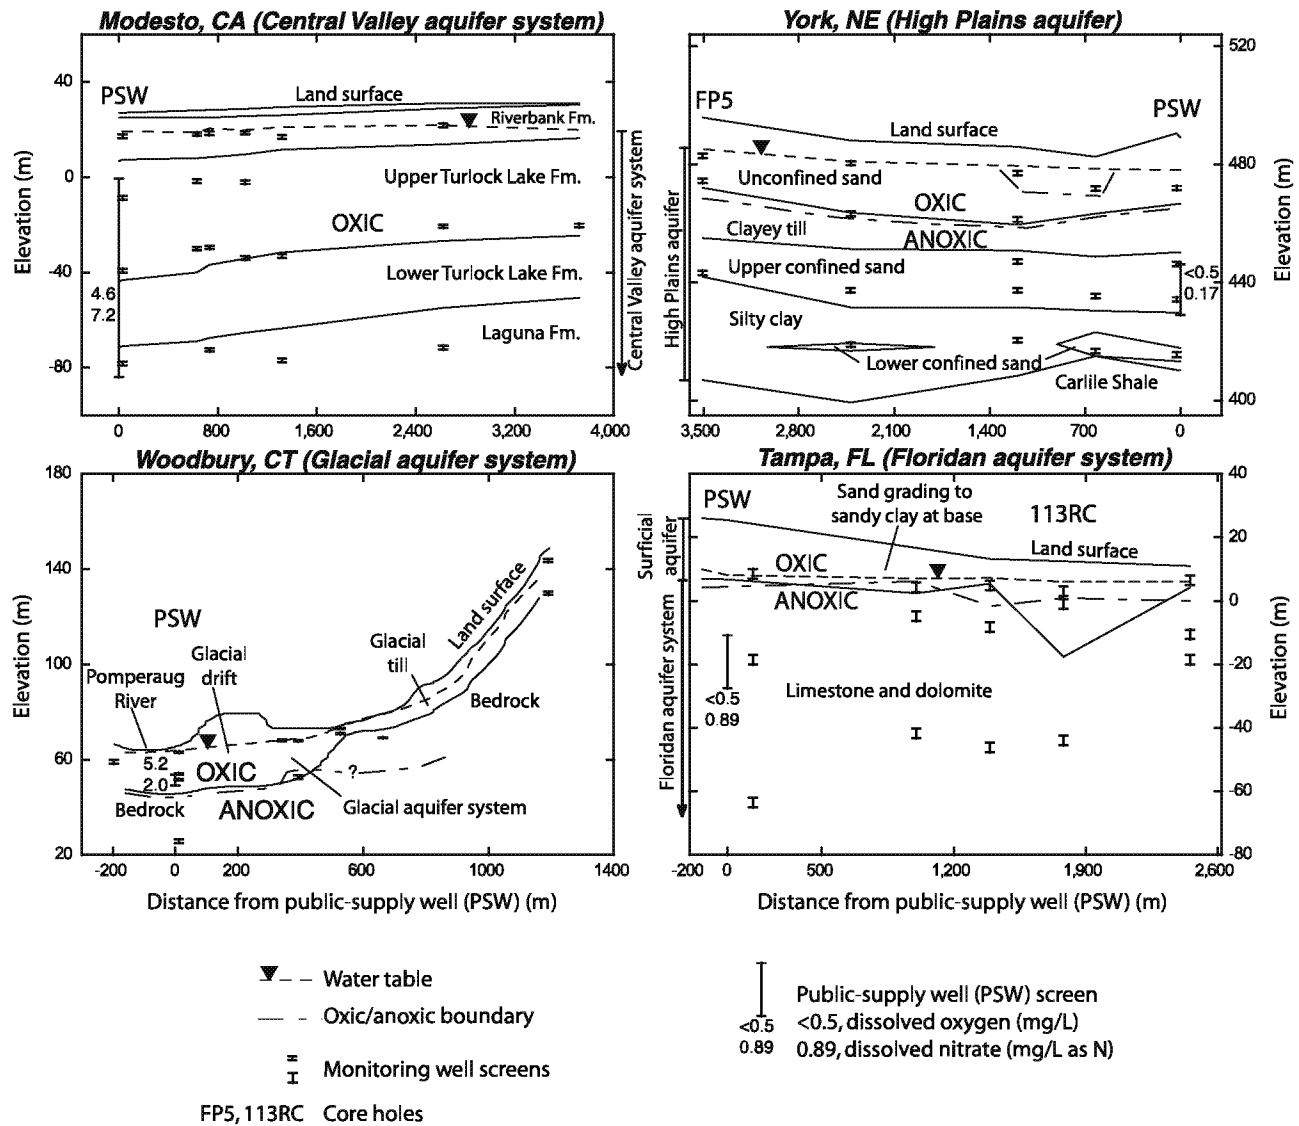 Modesto, CA (Central Valley aquifer system)
40
0
-40
-80
Elevation (m)
PSW
Land surface
Riverbank Fm.
Upper Turlock Lake Fm.
OXIC
Lower Turlock Lake Fm.
Laguna Fm.
4.6
7.2
Central Valley aquifer system
0
800
1,600
2,400
3,200
4,000
York, NE (High Plains aquifer)
520
480
440
400
Elevation (m)
FP5
PSW
Land surface
Unconfined sand
OXIC
Clayey till
ANOXIC
Upper confined sand
<0.5
0.17
Silty clay
Lower confined sand
Carlile Shale
High Plains aquifer
3,500
2,800
2,100
1,400
700
0
Woodbury, CT (Glacial aquifer system)
180
140
100
60
20
Elevation (m)
PSW
Pomperaug
River
Glacial
drift
Glacial
till
Land surface
Bedrock
5.2
2.0
OXIC
?
Bedrock
ANOXIC
Glacial aquifer system
-200
0
200
600
1000
1400
Distance from public-supply well (PSW) (m)
Tampa, FL (Floridan aquifer system)
40
20
0
-20
-40
-60
-80
Elevation (m)
PSW
Sand grading to
sandy clay at base
113RC
Land surface
Surficial
aquifer
OXIC
ANOXIC
Floridan aquifer system
<0.5
0.89
Limestone and dolomite
-200
0
500
1,200
1,900
2,600
Distance from public-supply well (PSW) (m)
Water table
Oxic/anoxic boundary
Monitoring well screens
FP5, 113RC Core holes
Public-supply well (PSW) screen
<0.5 <0.5, dissolved oxygen (mg/L)
0.89 0.89, dissolved nitrate (mg/L as N)